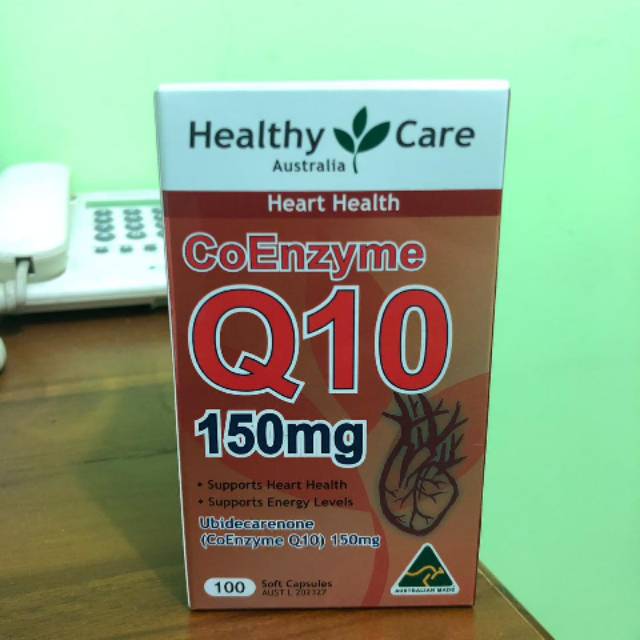 Healthy Care
Australia
Heart Health
CoEnzyme
Q10
150mg
• Supports Heart Health
• Supports Energy Levels
Ubidecarenone
(CoEnzyme Q10) 150mg
100 Soft Capsules
AUST L
AUSTRALIAN MADE